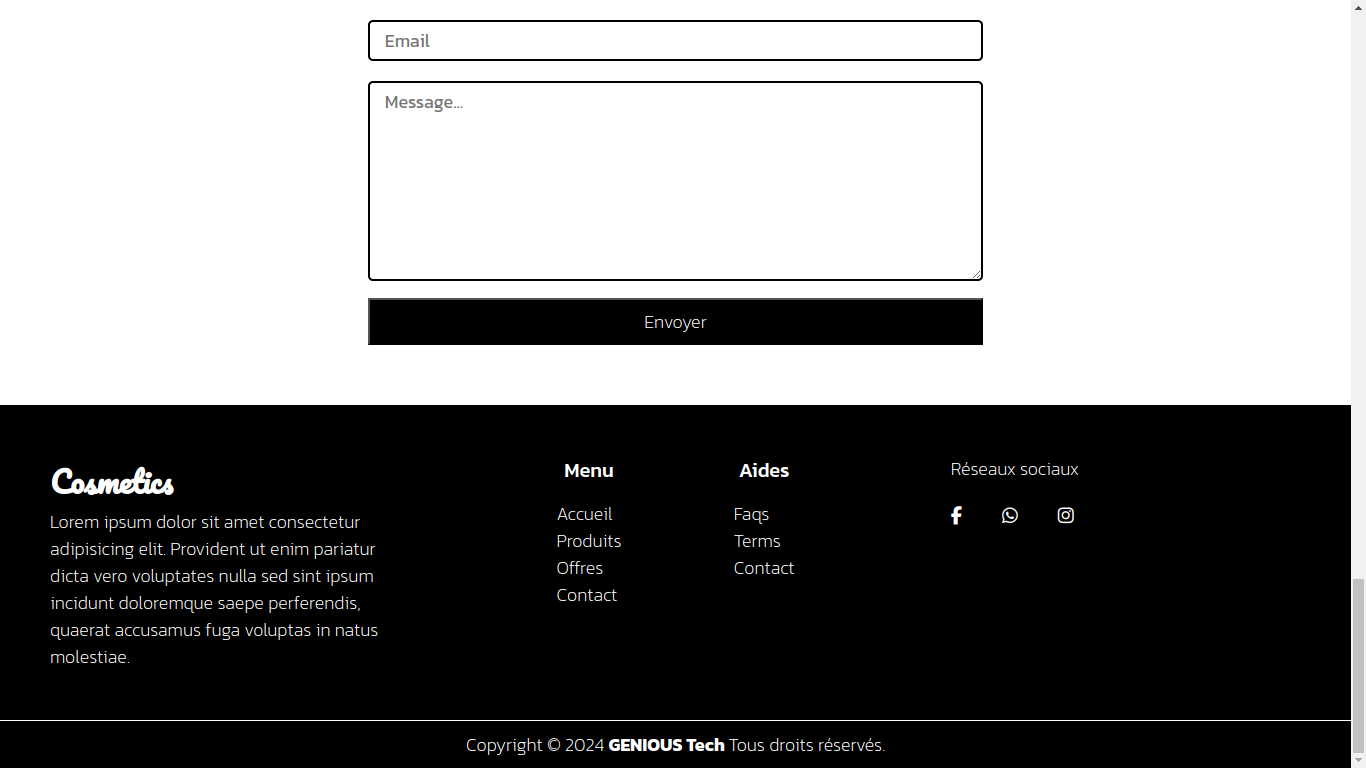 Email
Message...
Envoyer
Cosmetics
Lorem ipsum dolor sit amet consectetur
adipisicing elit. Provident ut enim pariatur
dicta vero voluptates nulla sed sint ipsum
incidunt doloremque saepe perferendis,
quaerat accusamus fuga voluptas in natus
molestiae.
Menu
Accueil
Produits
Offres
Contact
Aides
Faqs
Terms
Contact
Réseaux sociaux
Copyright © 2024 GENIOUS Tech Tous droits réservés.